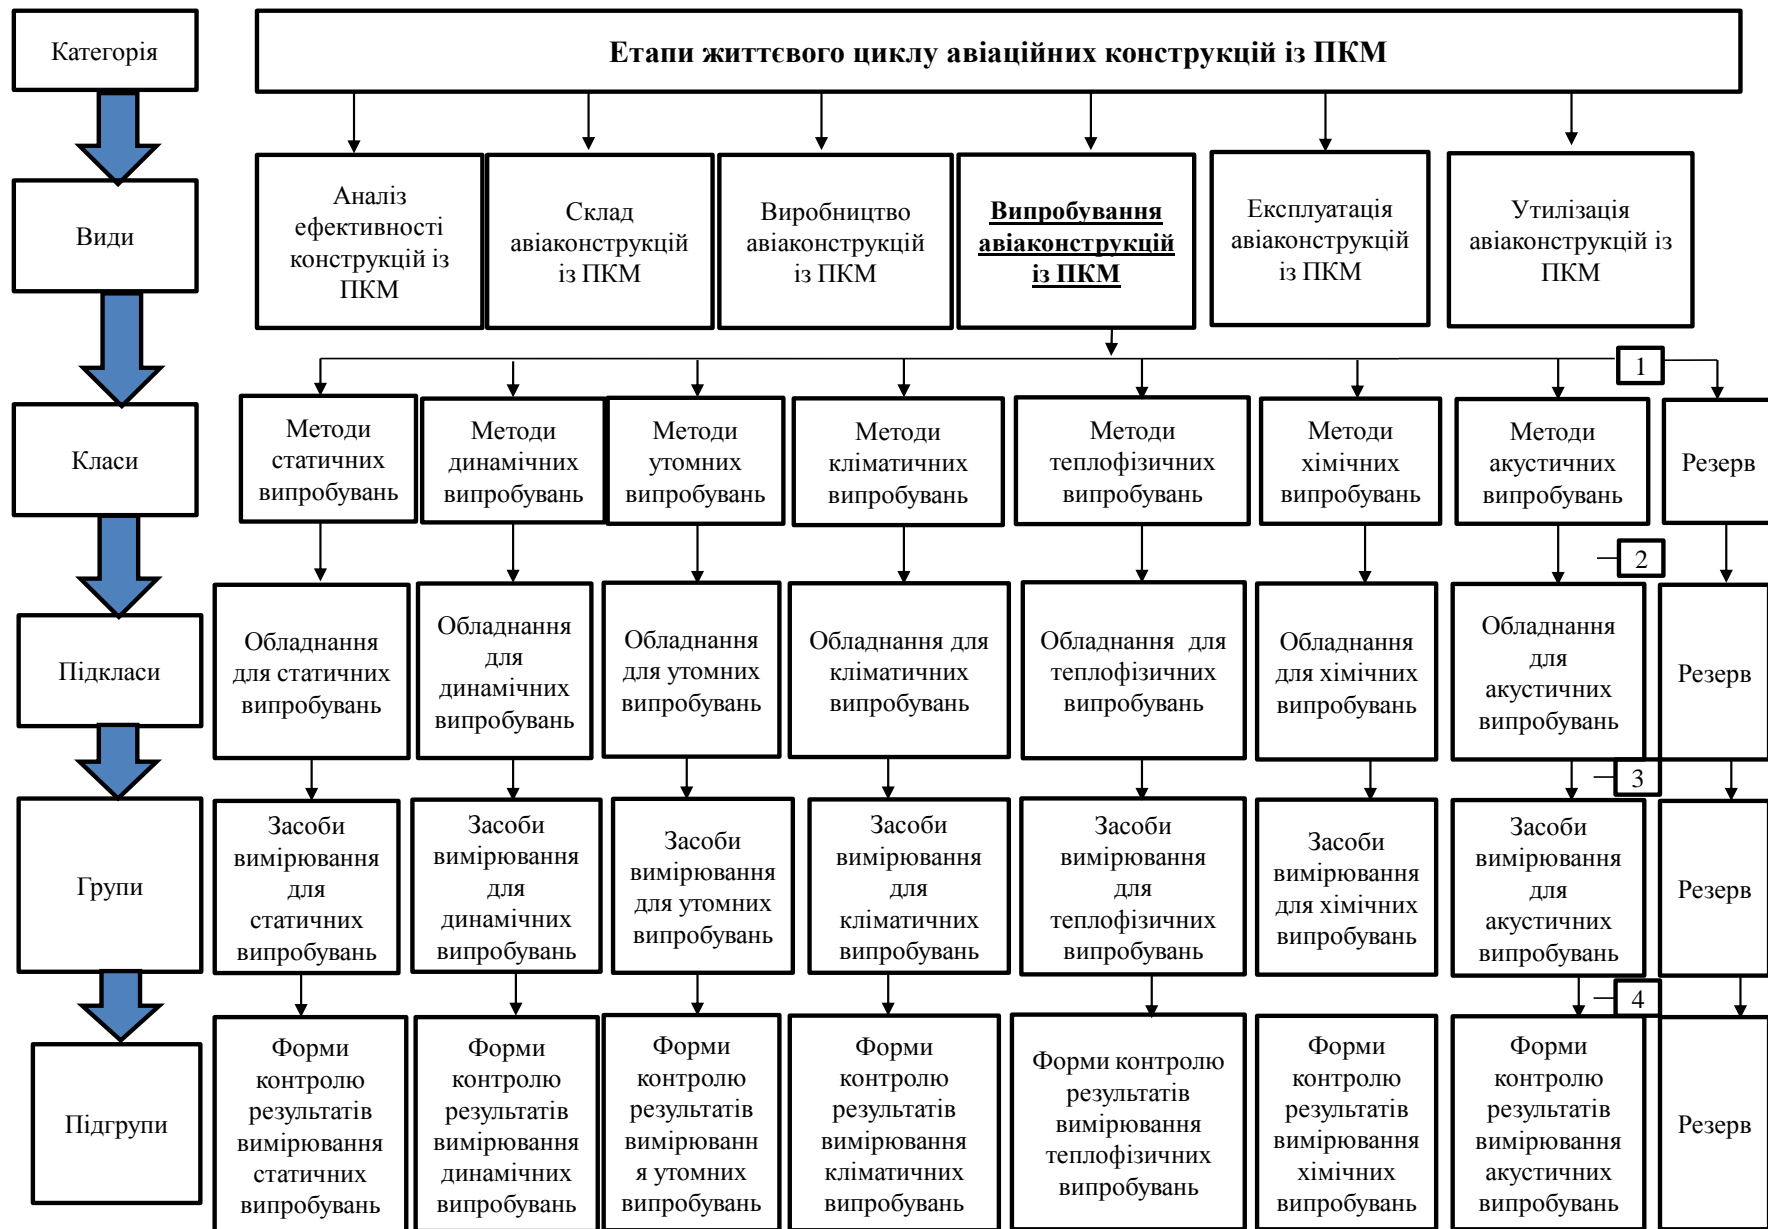 Категорія
Етапи життєвого циклу авіаційних конструкцій із ПКМ
Види
Аналіз
ефективності
конструкцій із
ПКМ
Склад
авіаконструкцій
із ПКМ
Виробництво
авіаконструкцій
із ПКМ
Випробування
авіаконструкцій
із ПКМ
Експлуатація
авіаконструкцій
із ПКМ
Утилізація
авіаконструкцій із
ПКМ
1
Класи
Методи
статичних
випробувань
Методи
динамічних
випробувань
Методи
утомних
випробувань
Методи
кліматичних
випробувань
Методи
теплофізичних
випробувань
Методи
хімічних
випробувань
Методи
акустичних
випробувань
Резерв
2
Підкласи
Обладнання
для статичних
випробувань
Обладнання
для
динамічних
випробувань
Обладнання
для утомних
випробувань
Обладнання для
кліматичних
випробувань
Обладнання для
теплофізичних
випробувань
Обладнання
для хімічних
випробувань
Обладнання
для
акустичних
випробувань
Резерв
3
Групи
Засоби
вимірювання
для
статичних
випробувань
Засоби
вимірювання
для
динамічних
випробувань
Засоби
вимірювання
для утомних
випробувань
Засоби
вимірювання
для
кліматичних
випробувань
Засоби
вимірювання
для
теплофізичних
випробувань
Засоби
вимірювання
для хімічних
випробувань
Засоби
вимірювання
для
акустичних
випробувань
Резерв
4
Підгрупи
Форми
контролю
результатів
вимірювання
статичних
випробувань
Форми
контролю
результатів
вимірювання
динамічних
випробувань
Форми
контролю
результатів
вимірюванн
я утомних
випробувань
Форми
контролю
результатів
вимірювання
кліматичних
випробувань
Форми контролю
результатів
вимірювання
теплофізичних
випробувань
Форми
контролю
результатів
вимірювання
хімічних
випробувань
Форми
контролю
результатів
вимірювання
акустичних
випробувань
Резерв